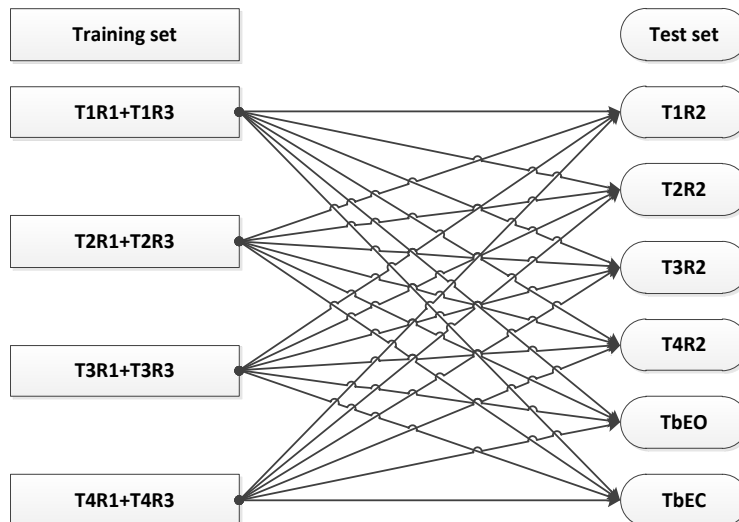 Training set
Test set
T1R1+T1R3
T1R2
T2R2
T2R1+T2R3
T3R2
T4R2
T3R1+T3R3
TbEO
T4R1+T4R3
TbEC